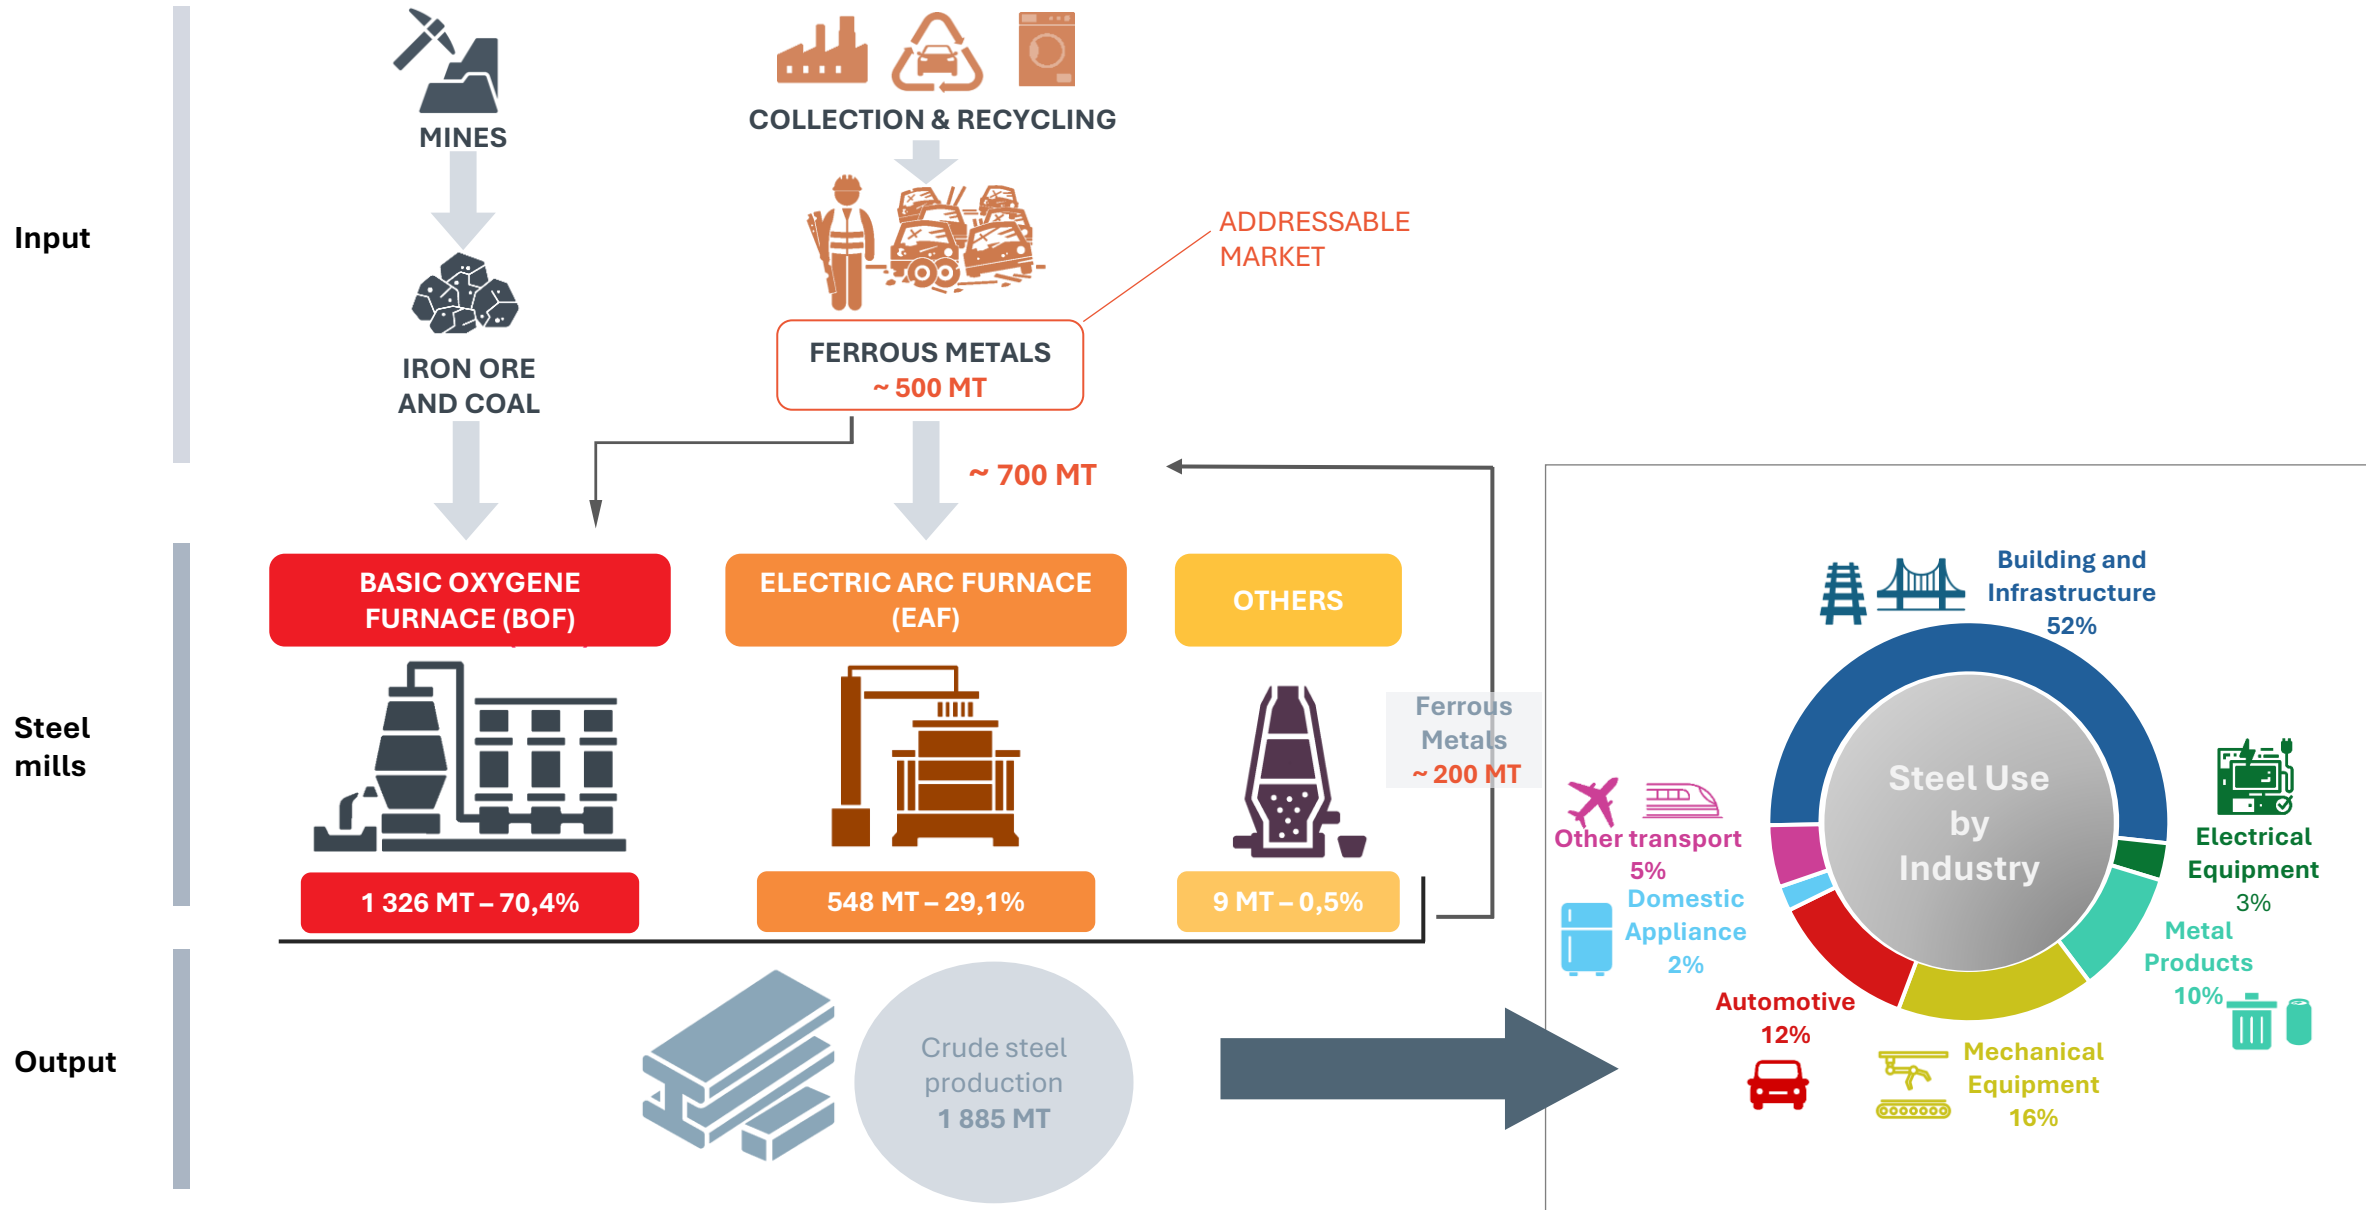 Input
MINES
COLLECTION & RECYCLING
ADDRESSABLE
MARKET
IRON ORE
AND COAL
FERROUS METALS
~ 500 MT
~ 700 MT
Steel
mills
BASIC OXYGENE
FURNACE (BOF)
ELECTRIC ARC FURNACE
(EAF)
OTHERS
Ferrous
Metals
~ 200 MT
1 326 MT – 70,4%
548 MT – 29,1%
9 MT – 0,5%
Output
Crude steel
production
1 885 MT
Building and
Infrastructure
52%
Steel Use
by
Industry
Electrical
Equipment
3%
Metal
Products
10%
Mechanical
Equipment
16%
Automotive
12%
Domestic
Appliance
2%
Other transport
5%